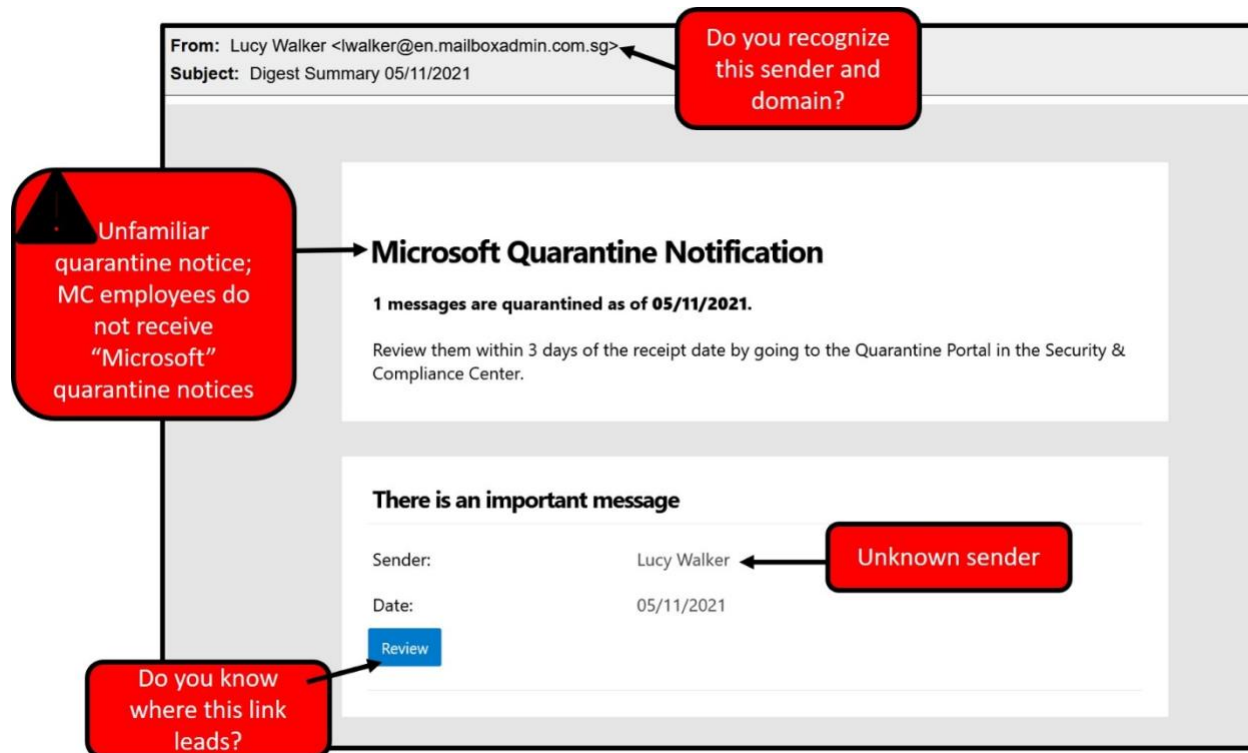 From: Lucy Walker <lwalker@en.mailboxadmin.com.sg>
Subject: Digest Summary 05/11/2021
Do you recognize
this sender and
domain?
Unfamiliar
quarantine notice;
MC employees do
not receive
“Microsoft”
quarantine notices
Microsoft Quarantine Notification
1 messages are quarantined as of 05/11/2021.
Review them within 3 days of the receipt date by going to the Quarantine Portal in the Security &
Compliance Center.
There is an important message
Sender: Lucy Walker
Unknown sender
Date: 05/11/2021
Review
Do you know
where this link
leads?